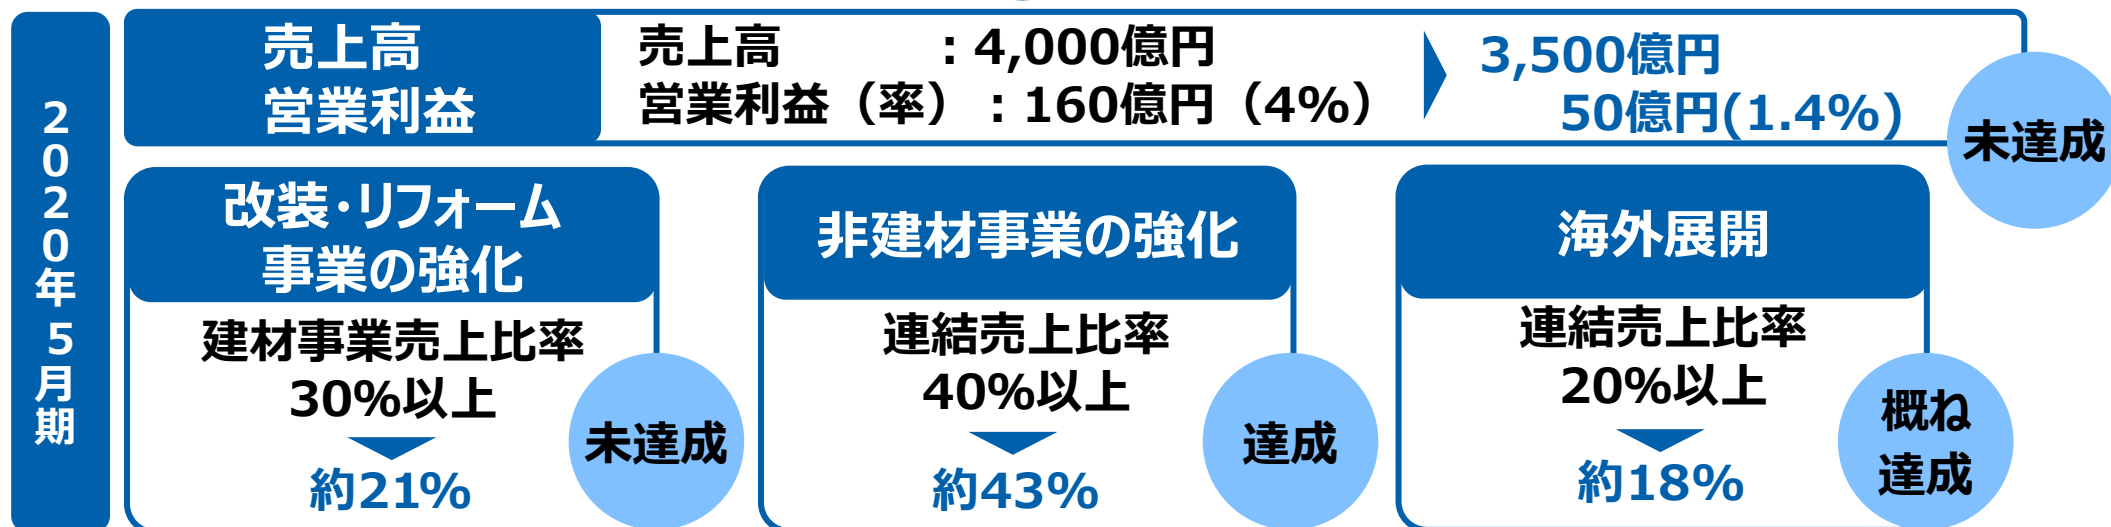 2020年5月期
売上高
営業利益
売上高 : 4,000億円
営業利益（率）: 160億円（4%）
3,500億円
50億円(1.4%)
未達成
改装・リフォーム
事業の強化
建材事業売上比率
30%以上
約21%
未達成
非建材事業の強化
連結売上比率
40%以上
約43%
達成
海外展開
連結売上比率
20%以上
約18%
概ね
達成